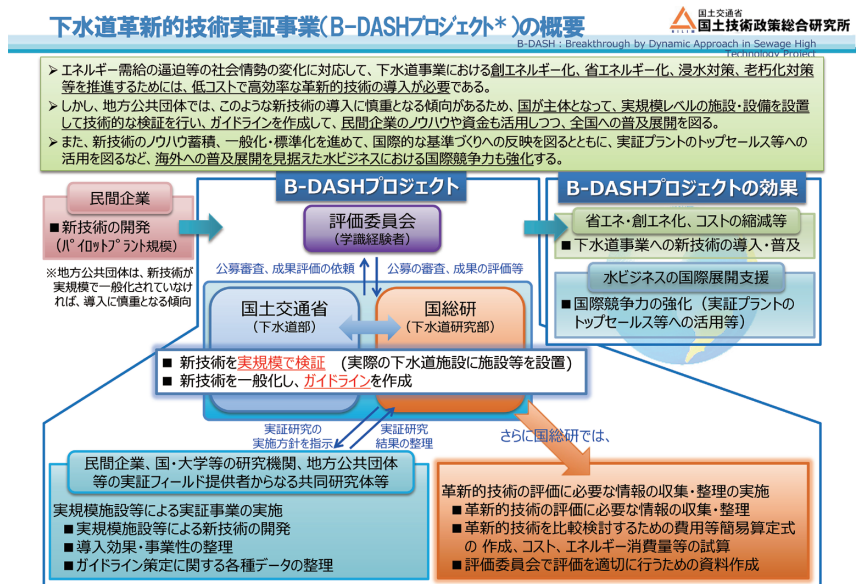 下水道革新的技術実証事業(B-DASHプロジェクト*)の概要
国土交通省
国土技術政策総合研究所
NILIM
B-DASH : Breakthrough by Dynamic Approach in Sewage High
Technology Project
➢エネルギー需給の逼迫等の社会情勢の変化に対応して、下水道事業における創エネルギー化、省エネルギー化、浸水対策、老朽化対策
等を推進するためには、低コストで高効率な革新的技術の導入が必要である。
➢しかし、地方公共団体では、このような新技術の導入に慎重となる傾向があるため、国が主体となって、実規模レベルの施設・設備を設置
して技術的な検証を行い、ガイドラインを作成して、民間企業のノウハウや資金も活用しつつ、全国への普及展開を図る。
➢また、新技術のノウハウ蓄積、一般化・標準化を進めて、国際的な基準づくりへの反映を図るとともに、実証プラントのトップセールス等への
活用を図るなど、海外への普及展開を見据えた水ビジネスにおける国際競争力も強化する。
民間企業
■新技術の開発
(パイロットプラント規模)
※地方公共団体は、新技術が
実規模で一般化されていなけ
れば、導入に慎重となる傾向
B-DASHプロジェクト
評価委員会
(学識経験者)
公募審査、成果評価の依頼
公募の審査、成果の評価等
国土交通省
(下水道部)
国総研
(下水道研究部)
■ 新技術を実規模で検証 (実際の下水道施設に施設等を設置)
■ 新技術を一般化し、ガイドラインを作成
B-DASHプロジェクトの効果
省エネ・創エネ化、コストの縮減等
■下水道事業への新技術の導入・普及
水ビジネスの国際展開支援
■国際競争力の強化(実証プラントの
トップセールス等への活用等)
実証研究の
実施方針を指示
実証研究
結果の整理
さらに国総研では、
民間企業、国・大学等の研究機関、地方公共団体
等の実証フィールド提供者からなる共同研究体等
実規模施設等による実証事業の実施
■実規模施設等による新技術の開発
■導入効果・事業性の整理
■ガイドライン策定に関する各種データの整理
革新的技術の評価に必要な情報の収集・整理の実施
■革新的技術の評価に必要な情報の収集・整理
■革新的技術を比較検討するための費用等簡易算定式
の 作成、コスト、エネルギー消費量等の試算
■評価委員会で評価を適切に行うための資料作成